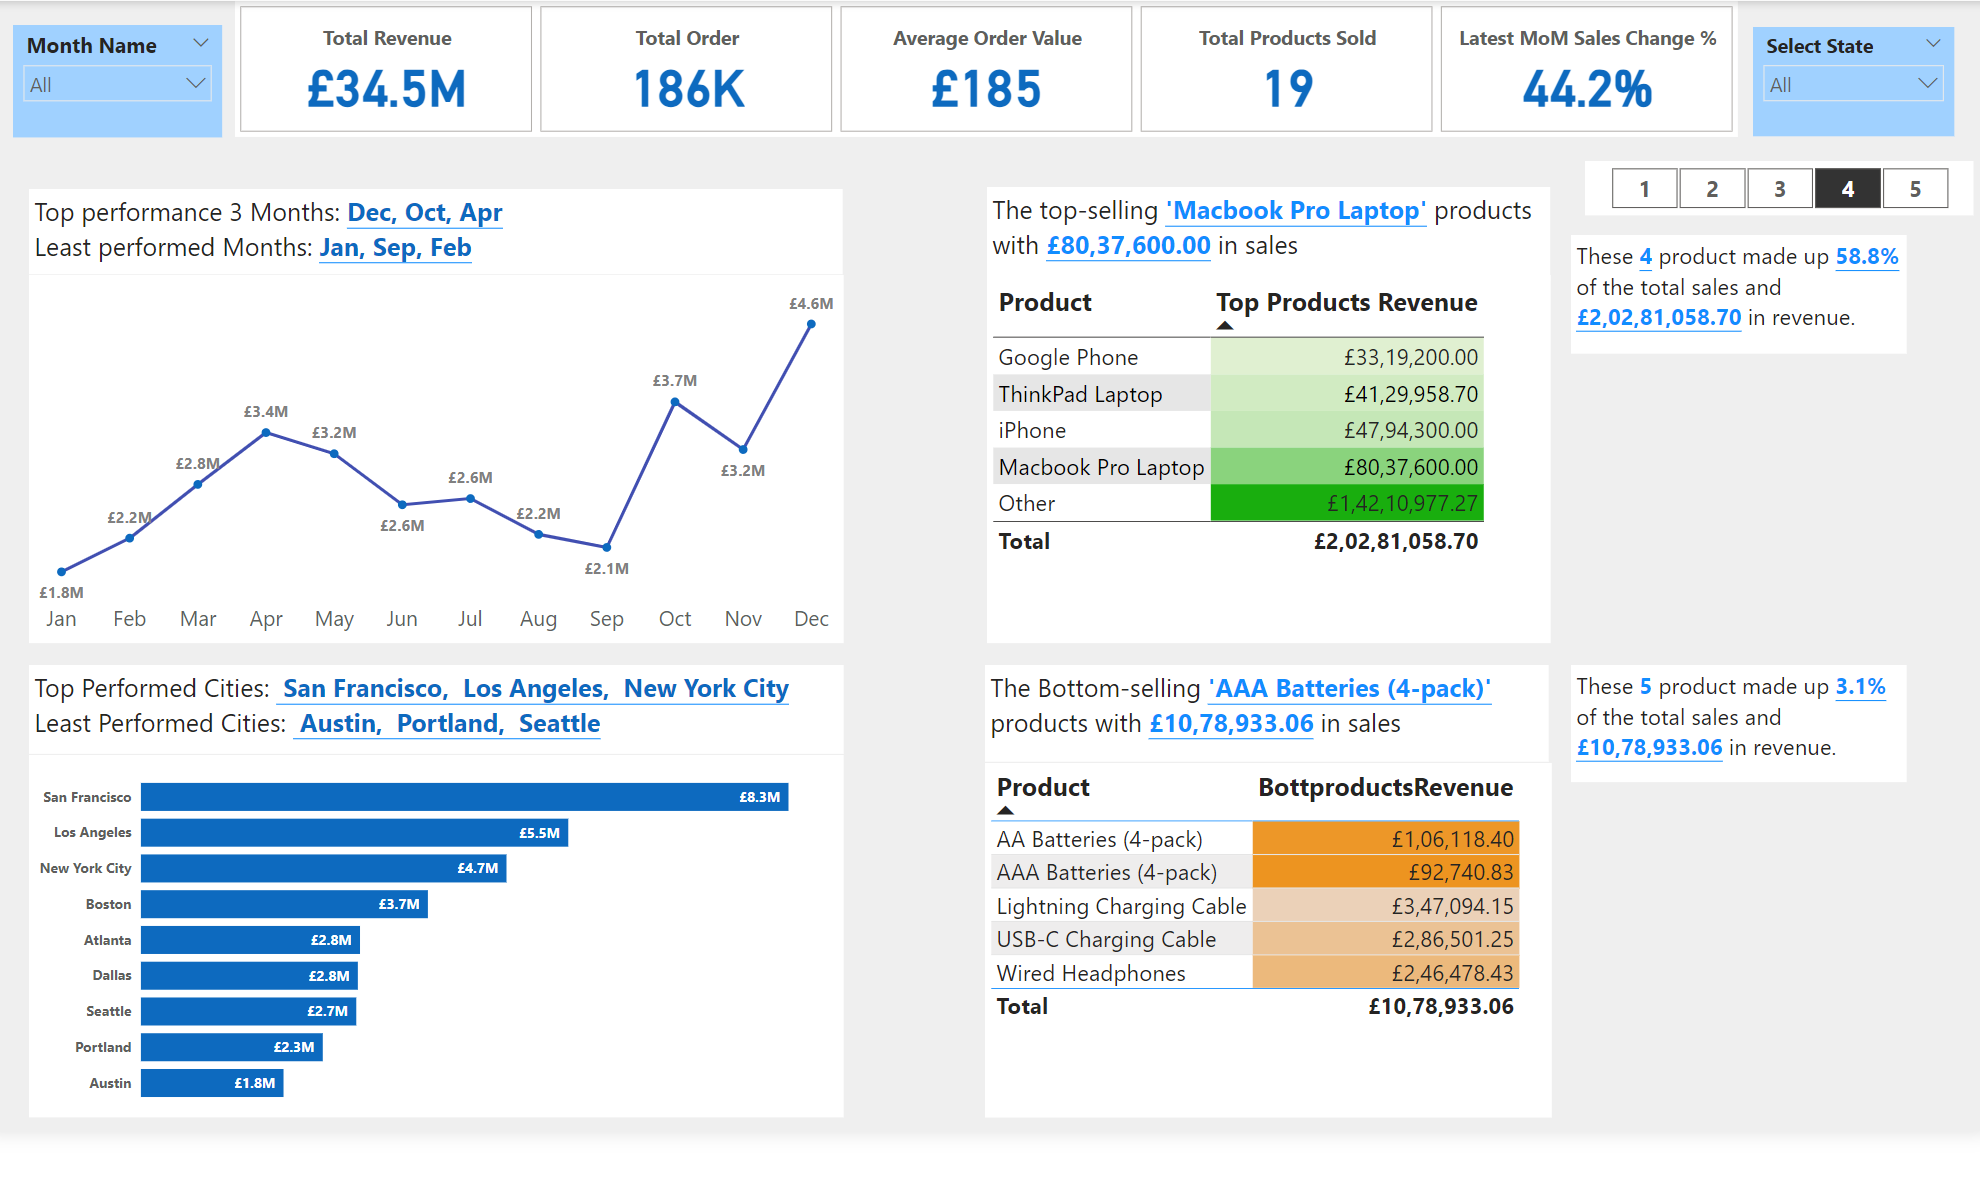 Month Name
All
Total Revenue
£34.5M
Total Order
186K
Average Order Value
£185
Total Products Sold
19
Latest MoM Sales Change %
44.2%
Select State
All
1 2 3 4 5
Top performance 3 Months: Dec, Oct, Apr
Least performed Months: Jan, Sep, Feb
£1.8M
£2.2M
£2.8M
£3.4M
£3.2M
£2.6M
£2.6M
£2.2M
£2.1M
£3.7M
£3.2M
£4.6M
Jan Feb Mar Apr May Jun Jul Aug Sep Oct Nov Dec
The top-selling 'Macbook Pro Laptop' products
with £80,37,600.00 in sales
Product Top Products Revenue
Google Phone £33,19,200.00
ThinkPad Laptop £41,29,958.70
iPhone £47,94,300.00
Macbook Pro Laptop £80,37,600.00
Other £1,42,10,977.27
Total £2,02,81,058.70
These 4 product made up 58.8%
of the total sales and
£2,02,81,058.70 in revenue.
Top Performed Cities: San Francisco, Los Angeles, New York City
Least Performed Cities: Austin, Portland, Seattle
San Francisco £8.3M
Los Angeles £5.5M
New York City £4.7M
Boston £3.7M
Atlanta £2.8M
Dallas £2.8M
Seattle £2.7M
Portland £2.3M
Austin £1.8M
The Bottom-selling 'AAA Batteries (4-pack)'
products with £10,78,933.06 in sales
Product BottproductsRevenue
AA Batteries (4-pack) £1,06,118.40
AAA Batteries (4-pack) £92,740.83
Lightning Charging Cable £3,47,094.15
USB-C Charging Cable £2,86,501.25
Wired Headphones £2,46,478.43
Total £10,78,933.06
These 5 product made up 3.1%
of the total sales and
£10,78,933.06 in revenue.